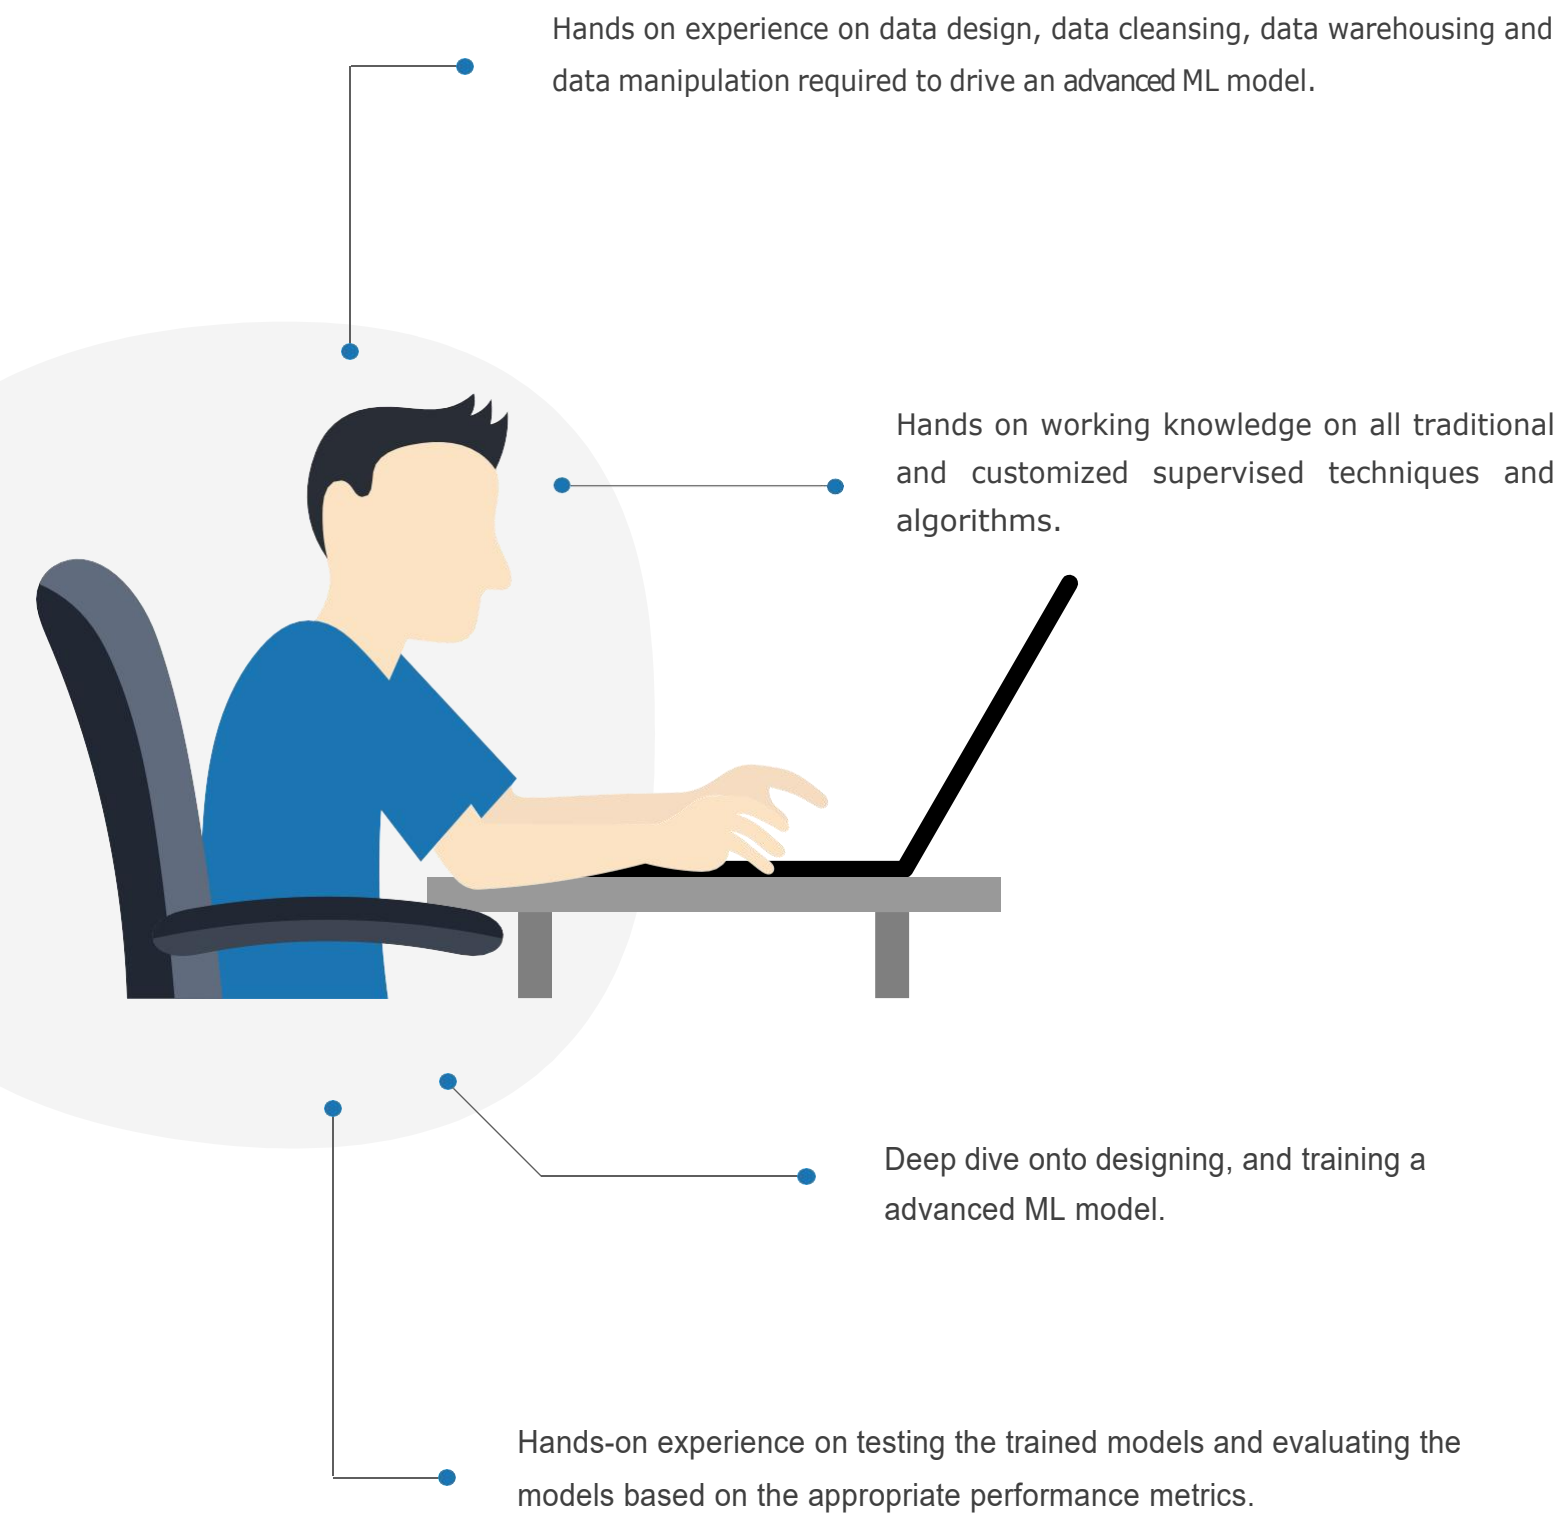 Hands on experience on data design, data cleansing, data warehousing and
data manipulation required to drive an advanced ML model.
Hands on working knowledge on all traditional
and customized supervised techniques and
algorithms.
Deep dive onto designing, and training a
advanced ML model.
Hands-on experience on testing the trained models and evaluating the
models based on the appropriate performance metrics.